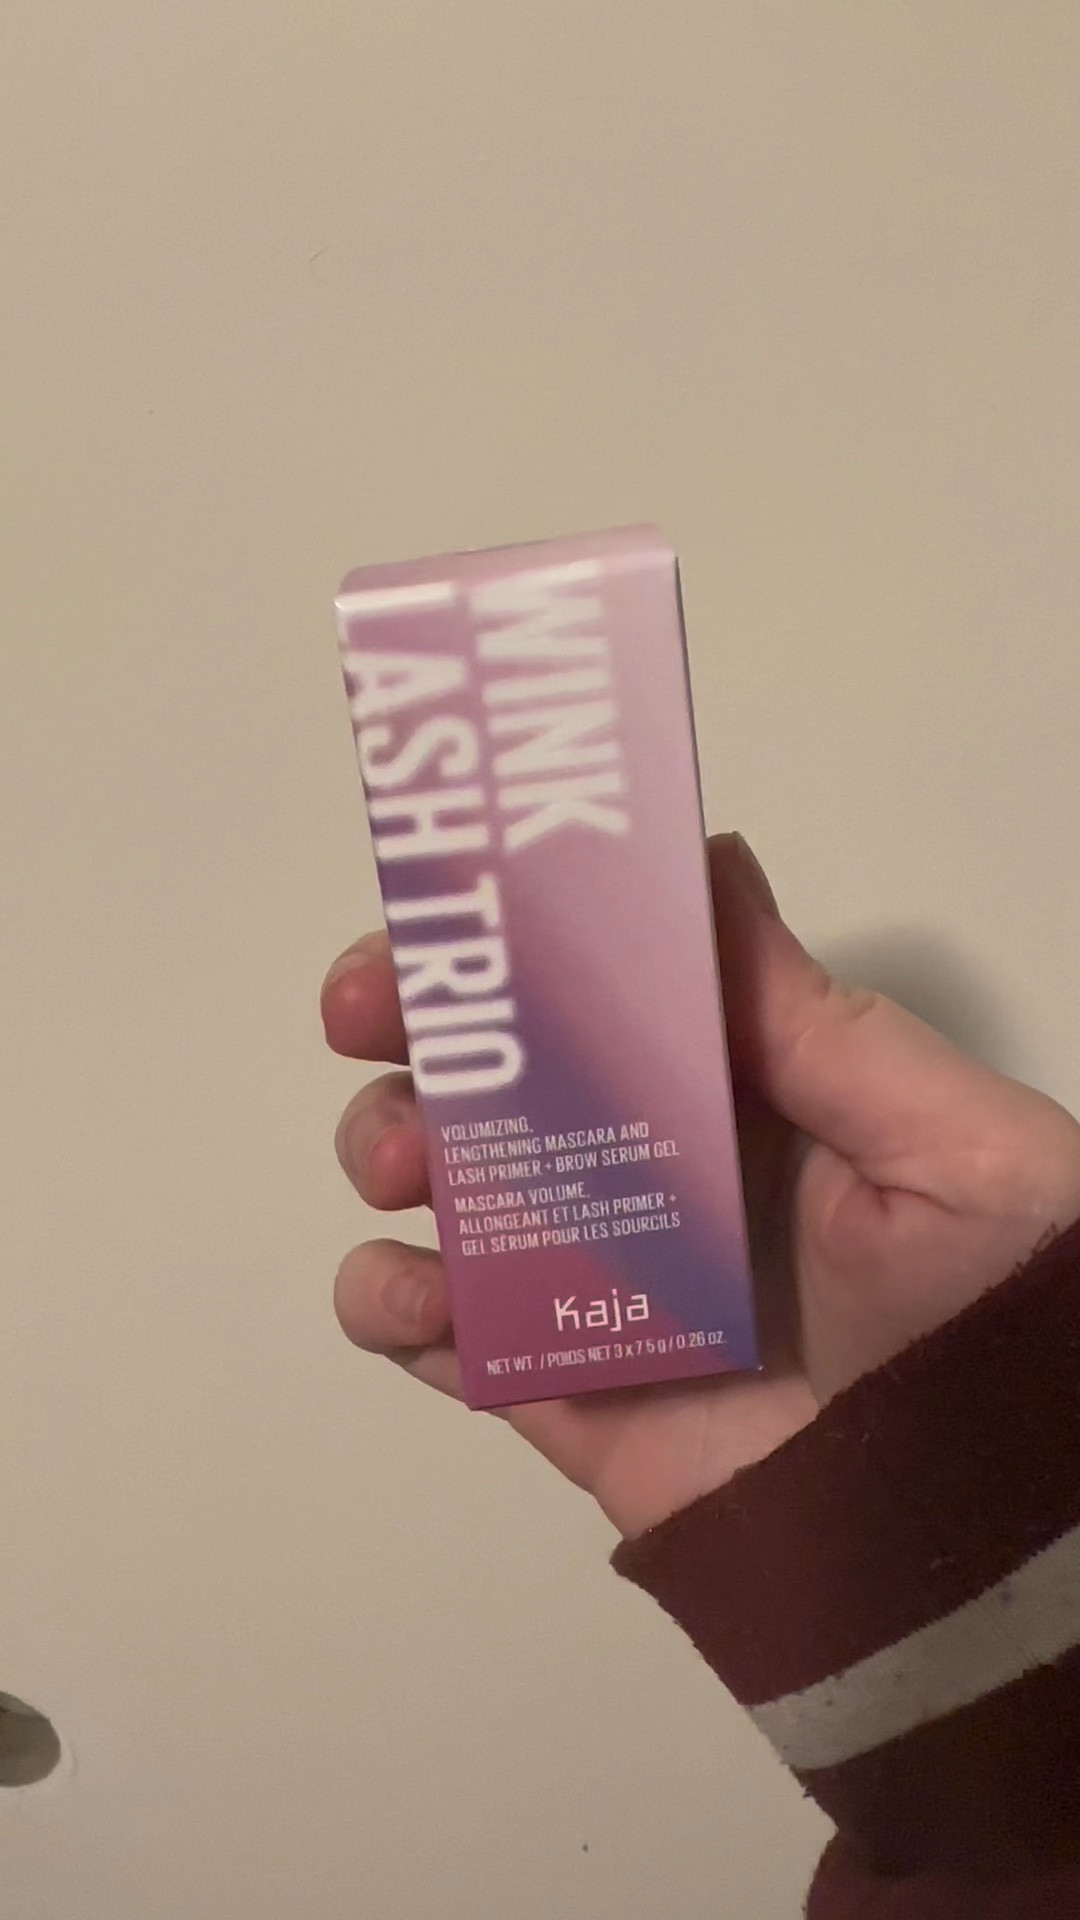 WINK
LASH TRIO
VOLUMIZING,
LENGTHENING MASCARA AND
LASH PRIMER + BROW SERUM GEL
MASCARA VOLUME,
ALLONGEANT ET LASH PRIMER +
GEL SÉRUM POUR LES SOURCILS
Kaja
NET WT. / POIDS NET 3 x 7.5 g / 0.26 oz.